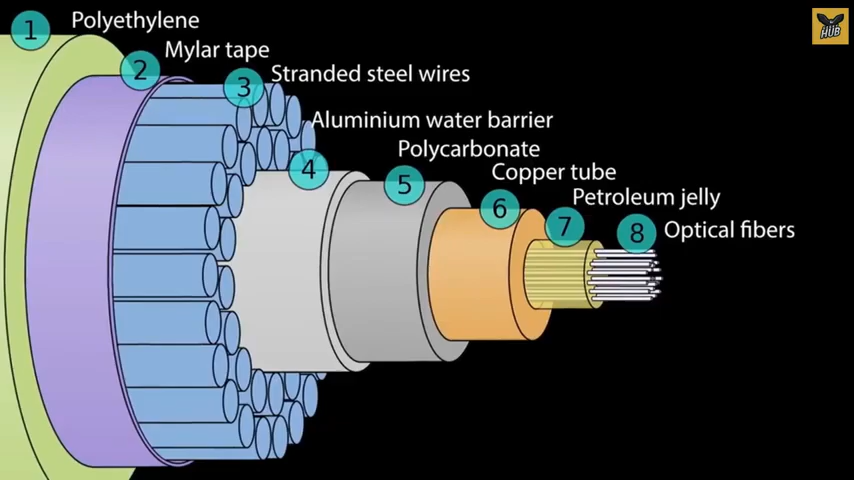 1 Polyethylene
2 Mylar tape
3 Stranded steel wires
4 Aluminium water barrier
5 Polycarbonate
6 Copper tube
7 Petroleum jelly
8 Optical fibers
HUB